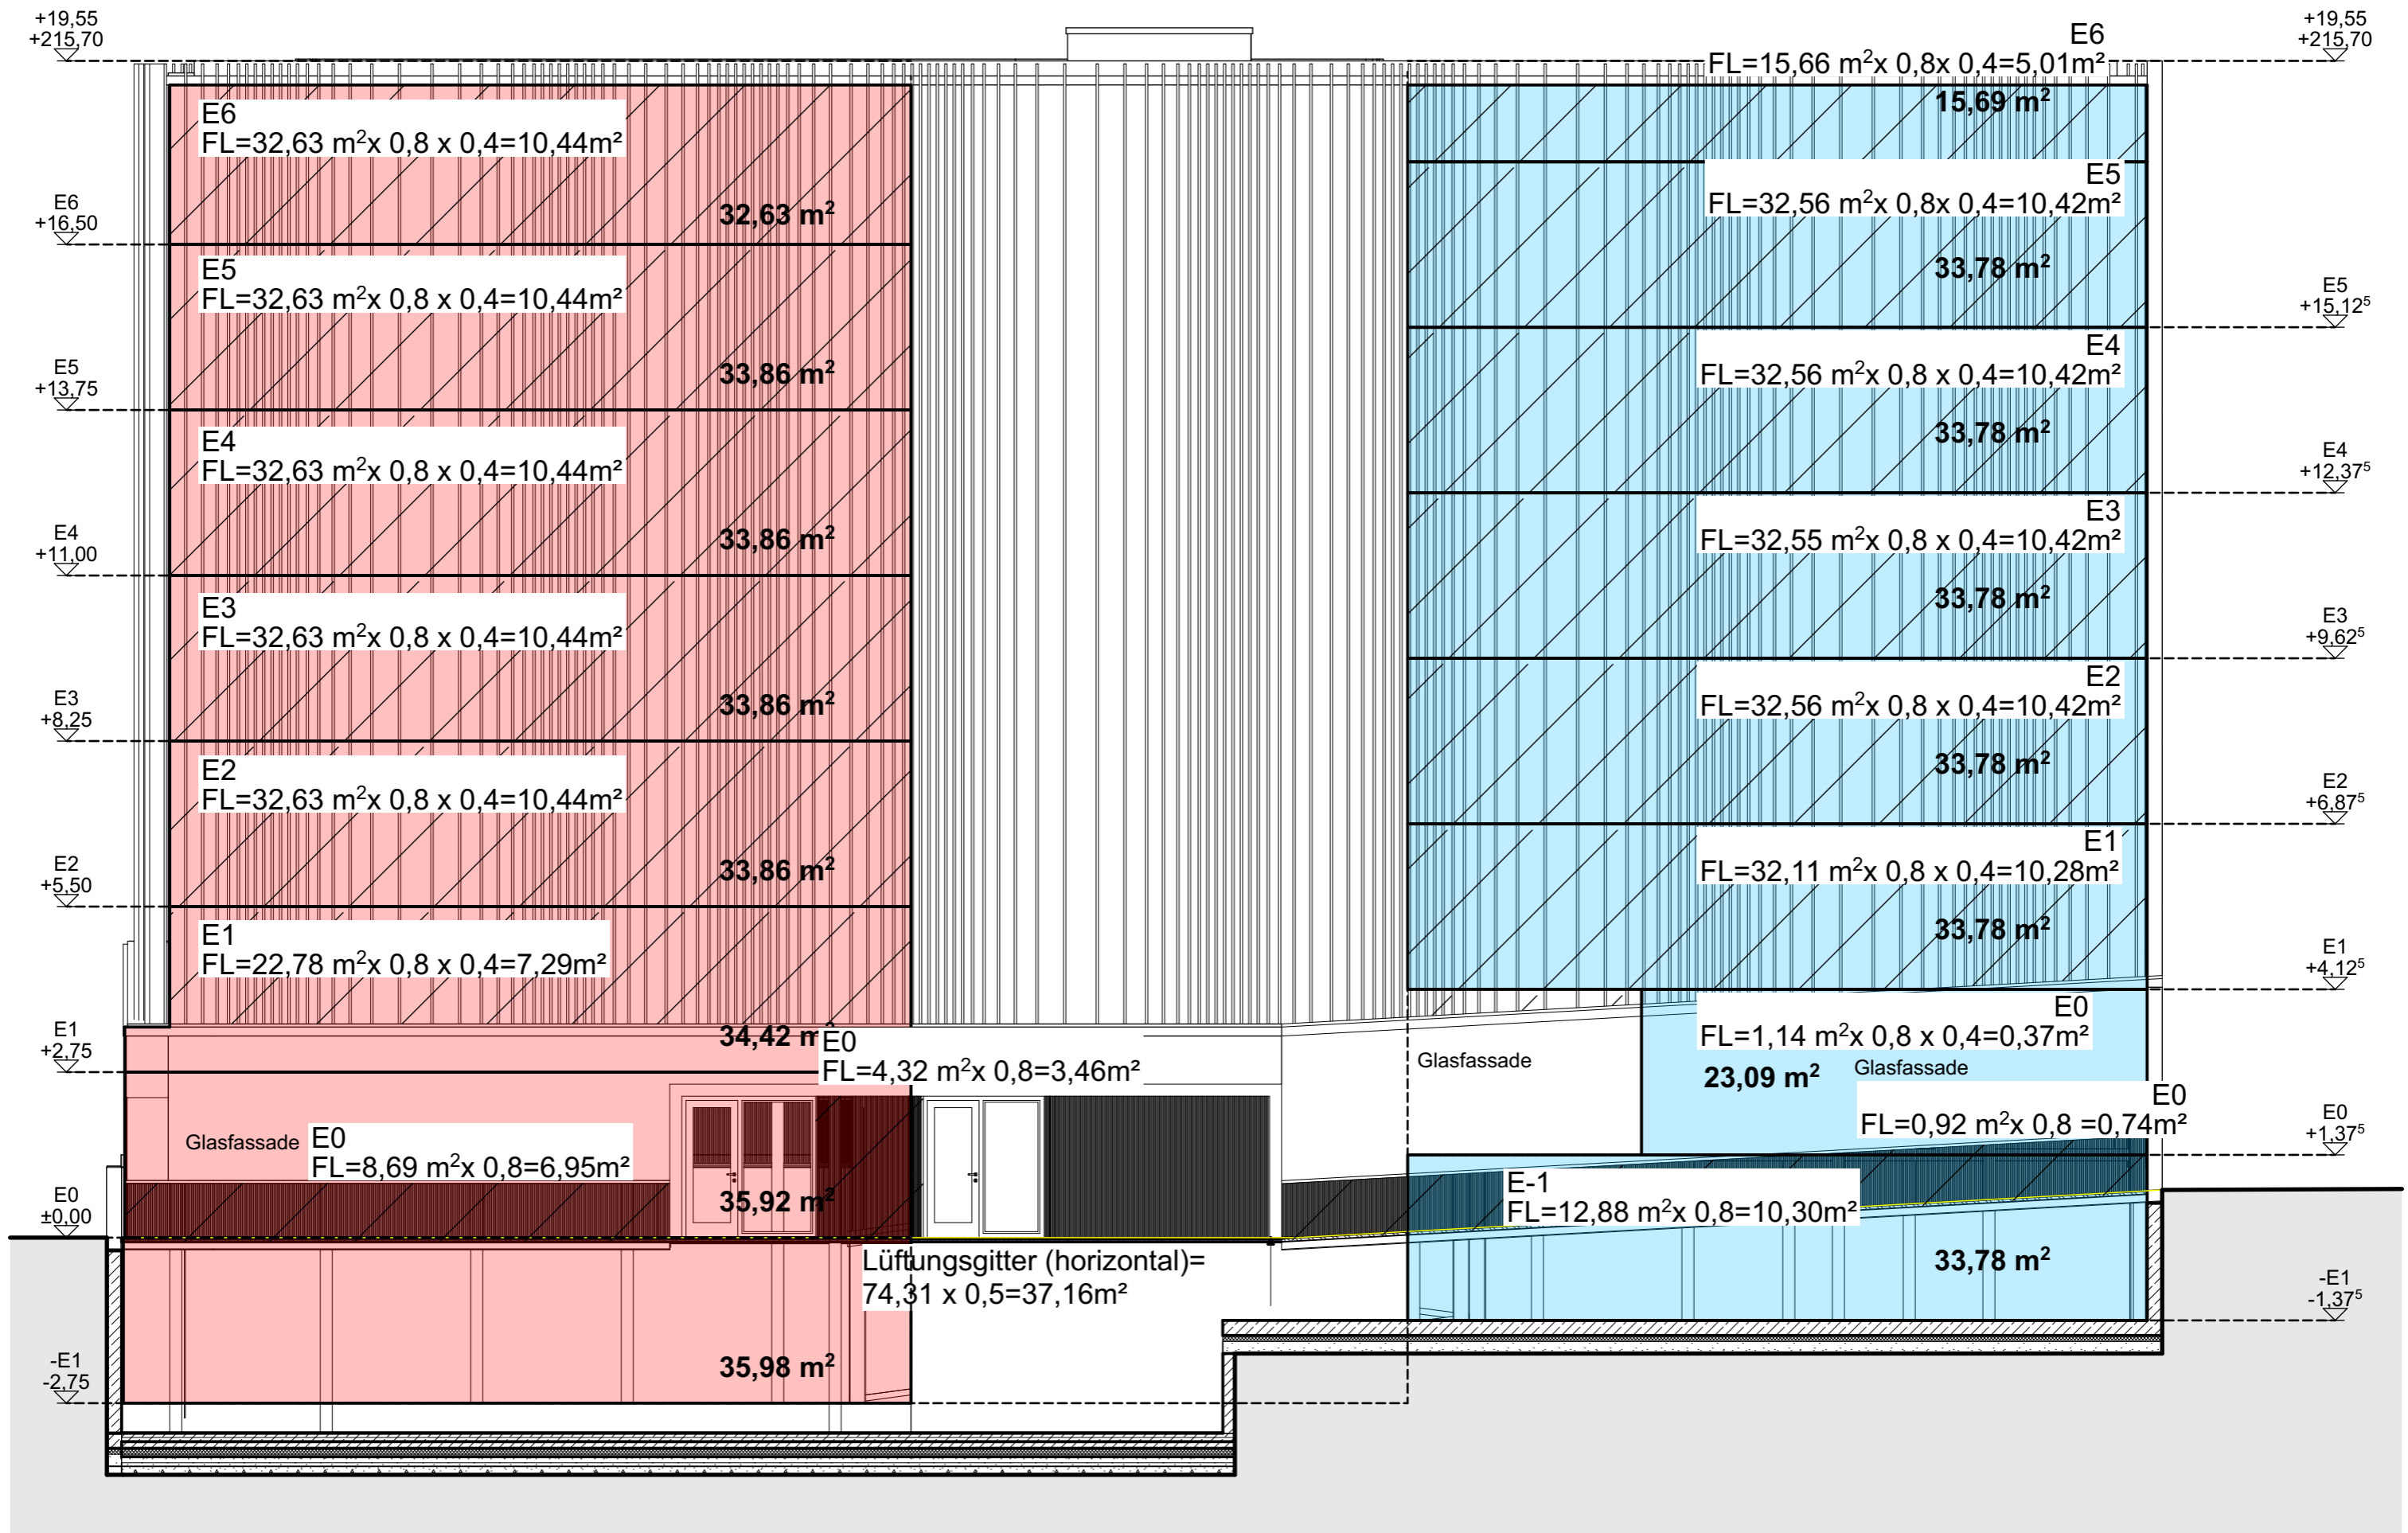 +19,55
+215,70
E6
+16,50
E5
+13,75
E4
+11,00
E3
+8,25
E2
+5,50
E1
+2,75
E0
±0,00
-E1
-2,75
E6
FL=32,63 m²x 0,8 x 0,4=10,44m²
32,63 m²
E5
FL=32,63 m²x 0,8 x 0,4=10,44m²
33,86 m²
E4
FL=32,63 m²x 0,8 x 0,4=10,44m²
33,86 m²
E3
FL=32,63 m²x 0,8 x 0,4=10,44m²
33,86 m²
E2
FL=32,63 m²x 0,8 x 0,4=10,44m²
33,86 m²
E1
FL=22,78 m²x 0,8 x 0,4=7,29m²
34,42 m²
E0
FL=4,32 m²x 0,8=3,46m²
Glasfassade
E0
FL=8,69 m²x 0,8=6,95m²
35,92 m²
Lüftungsgitter (horizontal)=
74,31 x 0,5=37,16m²
35,98 m²
E6
FL=15,66 m²x 0,8x 0,4=5,01m²
15,69 m²
E5
FL=32,56 m²x 0,8x 0,4=10,42m²
33,78 m²
E4
FL=32,56 m²x 0,8 x 0,4=10,42m²
33,78 m²
E3
FL=32,55 m²x 0,8 x 0,4=10,42m²
33,78 m²
E2
FL=32,56 m²x 0,8 x 0,4=10,42m²
33,78 m²
E1
FL=32,11 m²x 0,8 x 0,4=10,28m²
33,78 m²
E0
FL=1,14 m²x 0,8 x 0,4=0,37m²
Glasfassade
Glasfassade
23,09 m²
E0
FL=0,92 m²x 0,8 =0,74m²
E-1
FL=12,88 m²x 0,8=10,30m²
33,78 m²
+19,55
+215,70
E5
+15,12⁵
E4
+12,37⁵
E3
+9,62⁵
E2
+6,87⁵
E1
+4,12⁵
E0
+1,37⁵
-E1
-1,37⁵